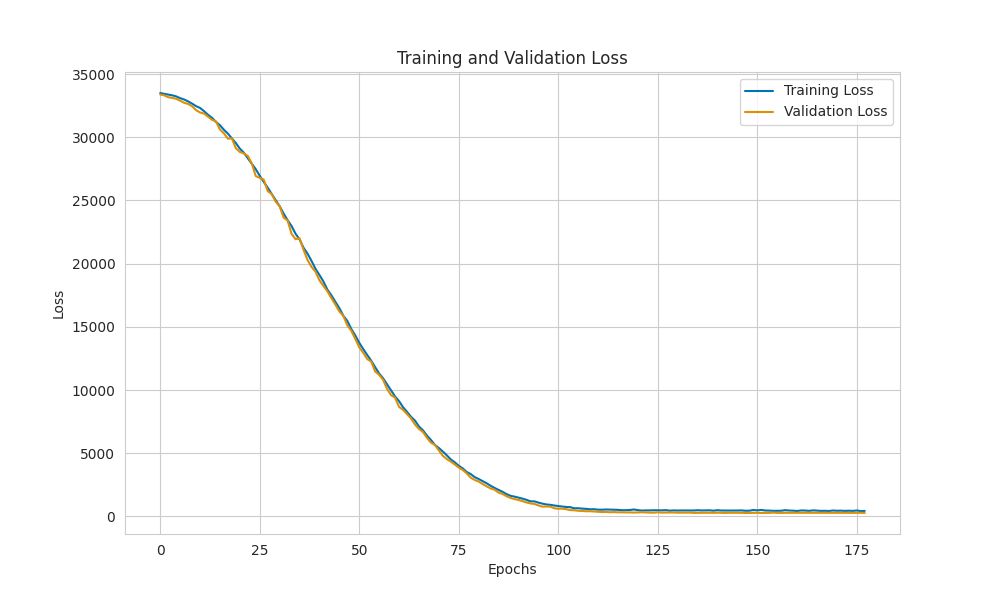 Training and Validation Loss
Training Loss
Validation Loss
35000
30000
25000
20000
15000
10000
5000
0
Loss
0 25 50 75 100 125 150 175
Epochs